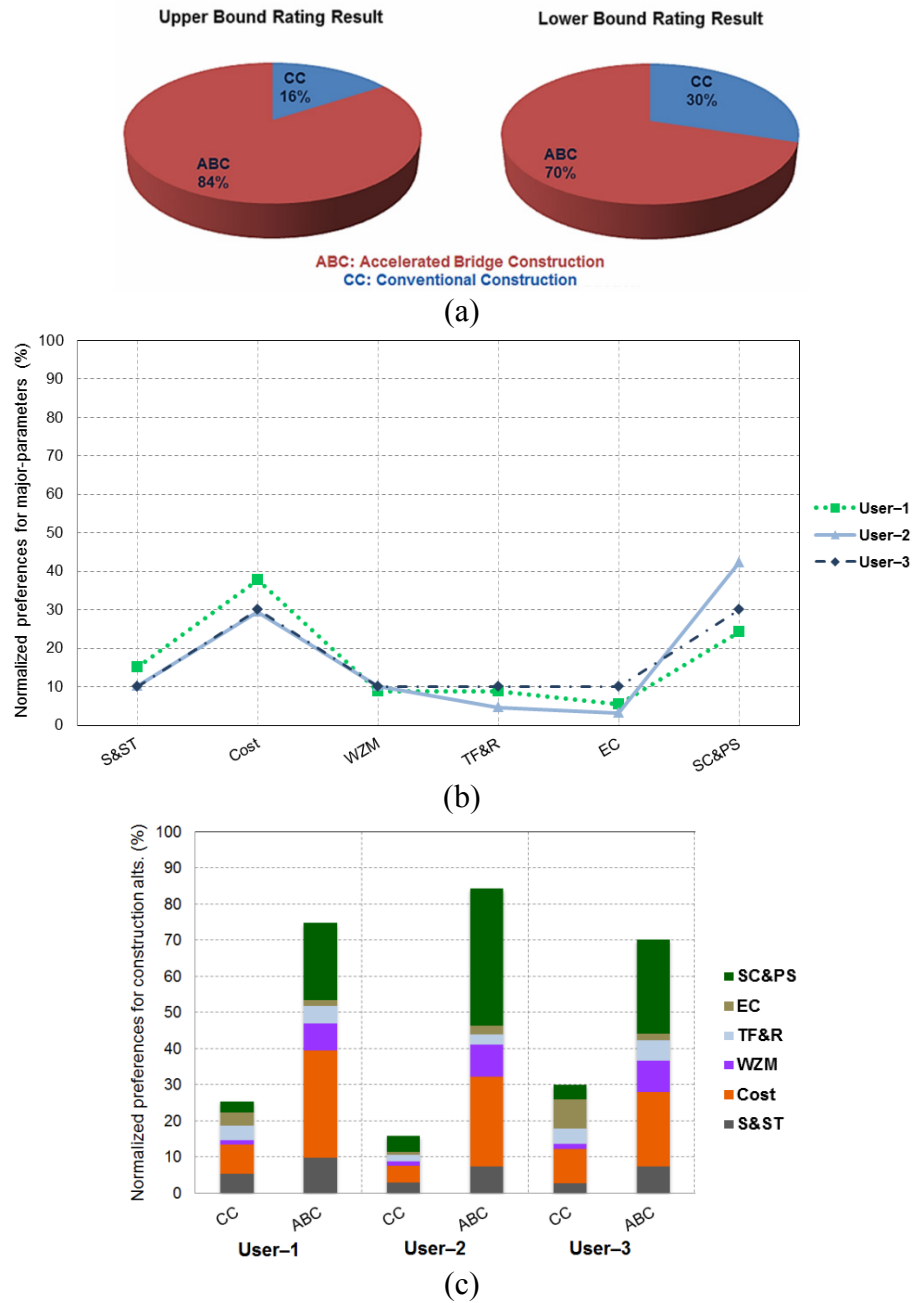 Upper Bound Rating Result
Lower Bound Rating Result
CC
16%
ABC
84%
CC
30%
ABC
70%
ABC: Accelerated Bridge Construction
CC: Conventional Construction
(a)
Normalized preferences for major-parameters (%)
100
90
80
70
60
50
40
30
20
10
0
S&ST
Cost
WZM
TF&R
EC
SC&PS
User–1
User–2
User–3
(b)
Normalized preferences for construction alts. (%)
100
90
80
70
60
50
40
30
20
10
0
CC
ABC
CC
ABC
CC
ABC
User–1
User–2
User–3
SC&PS
EC
TF&R
WZM
Cost
S&ST
(c)